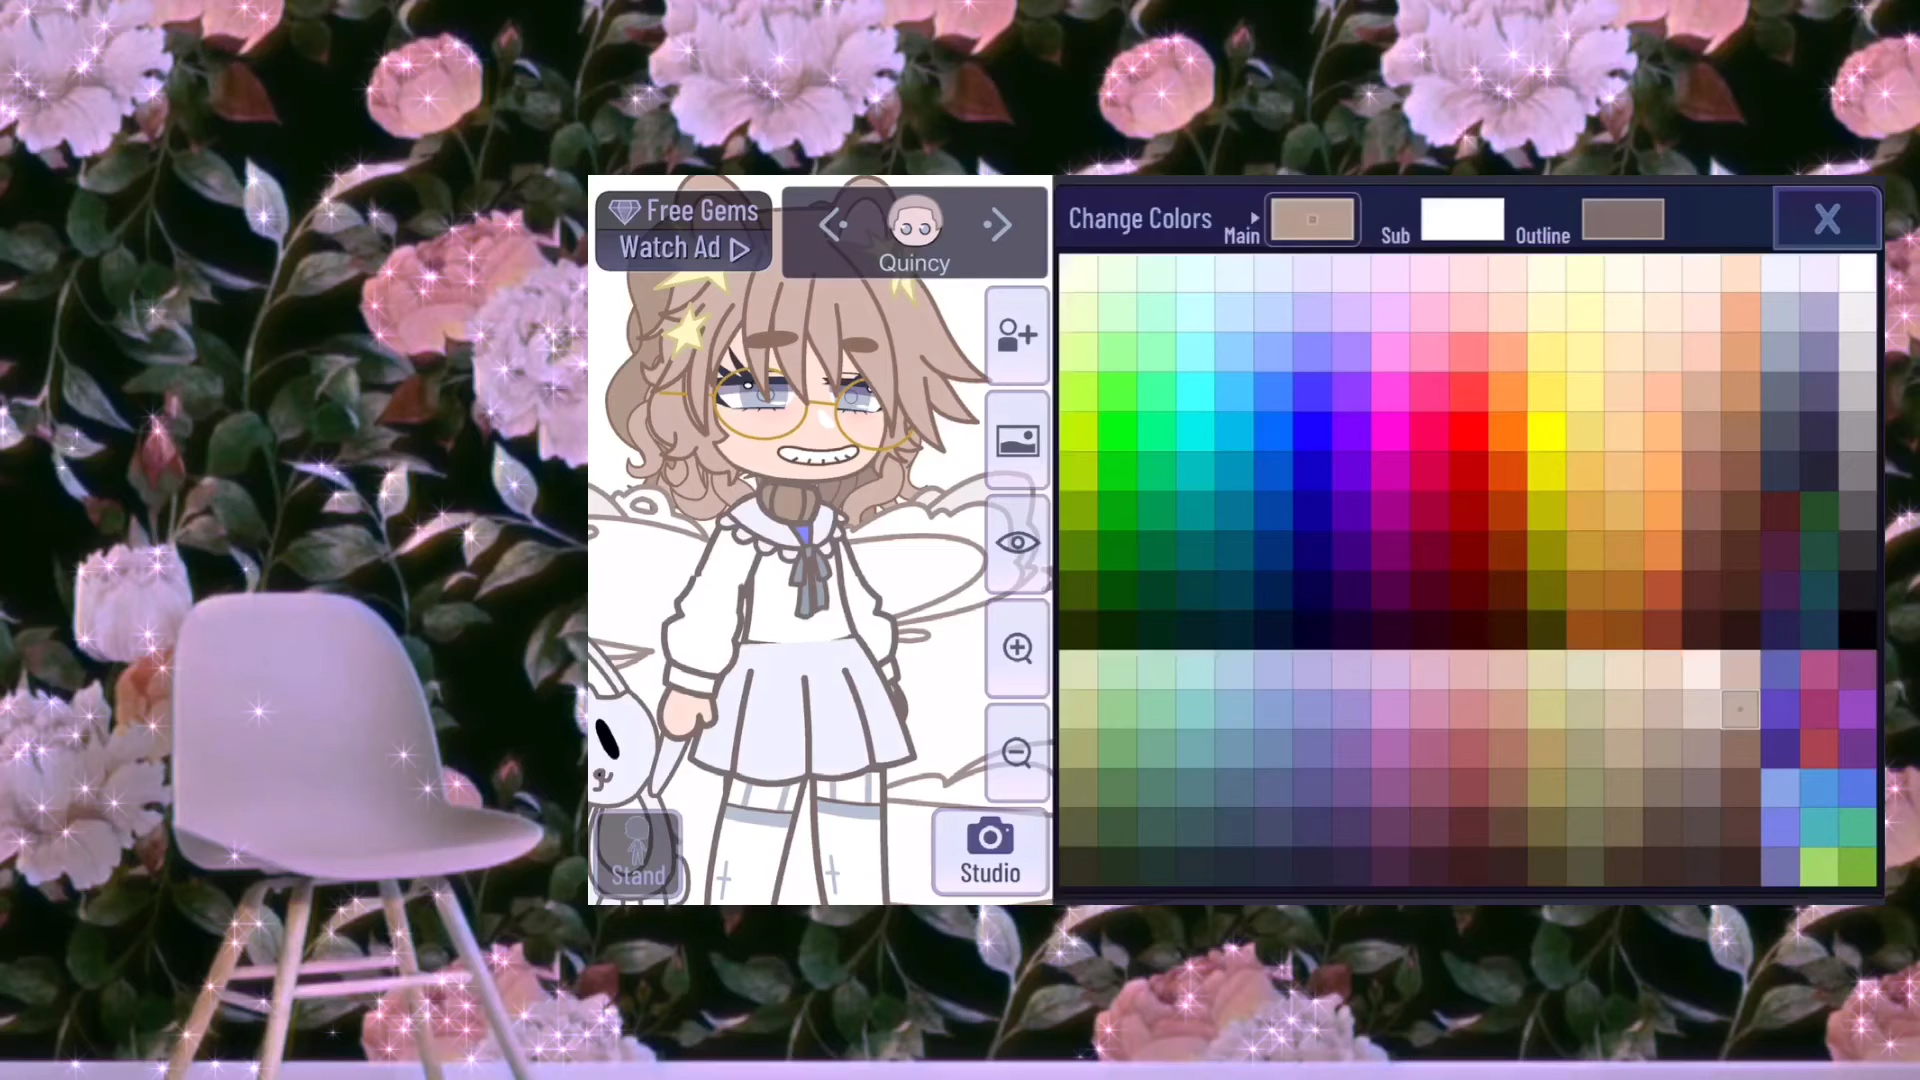 Free Gems
Watch Ad
Quincy
Change Colors
Main
Sub
Outline
X
Stand
Studio